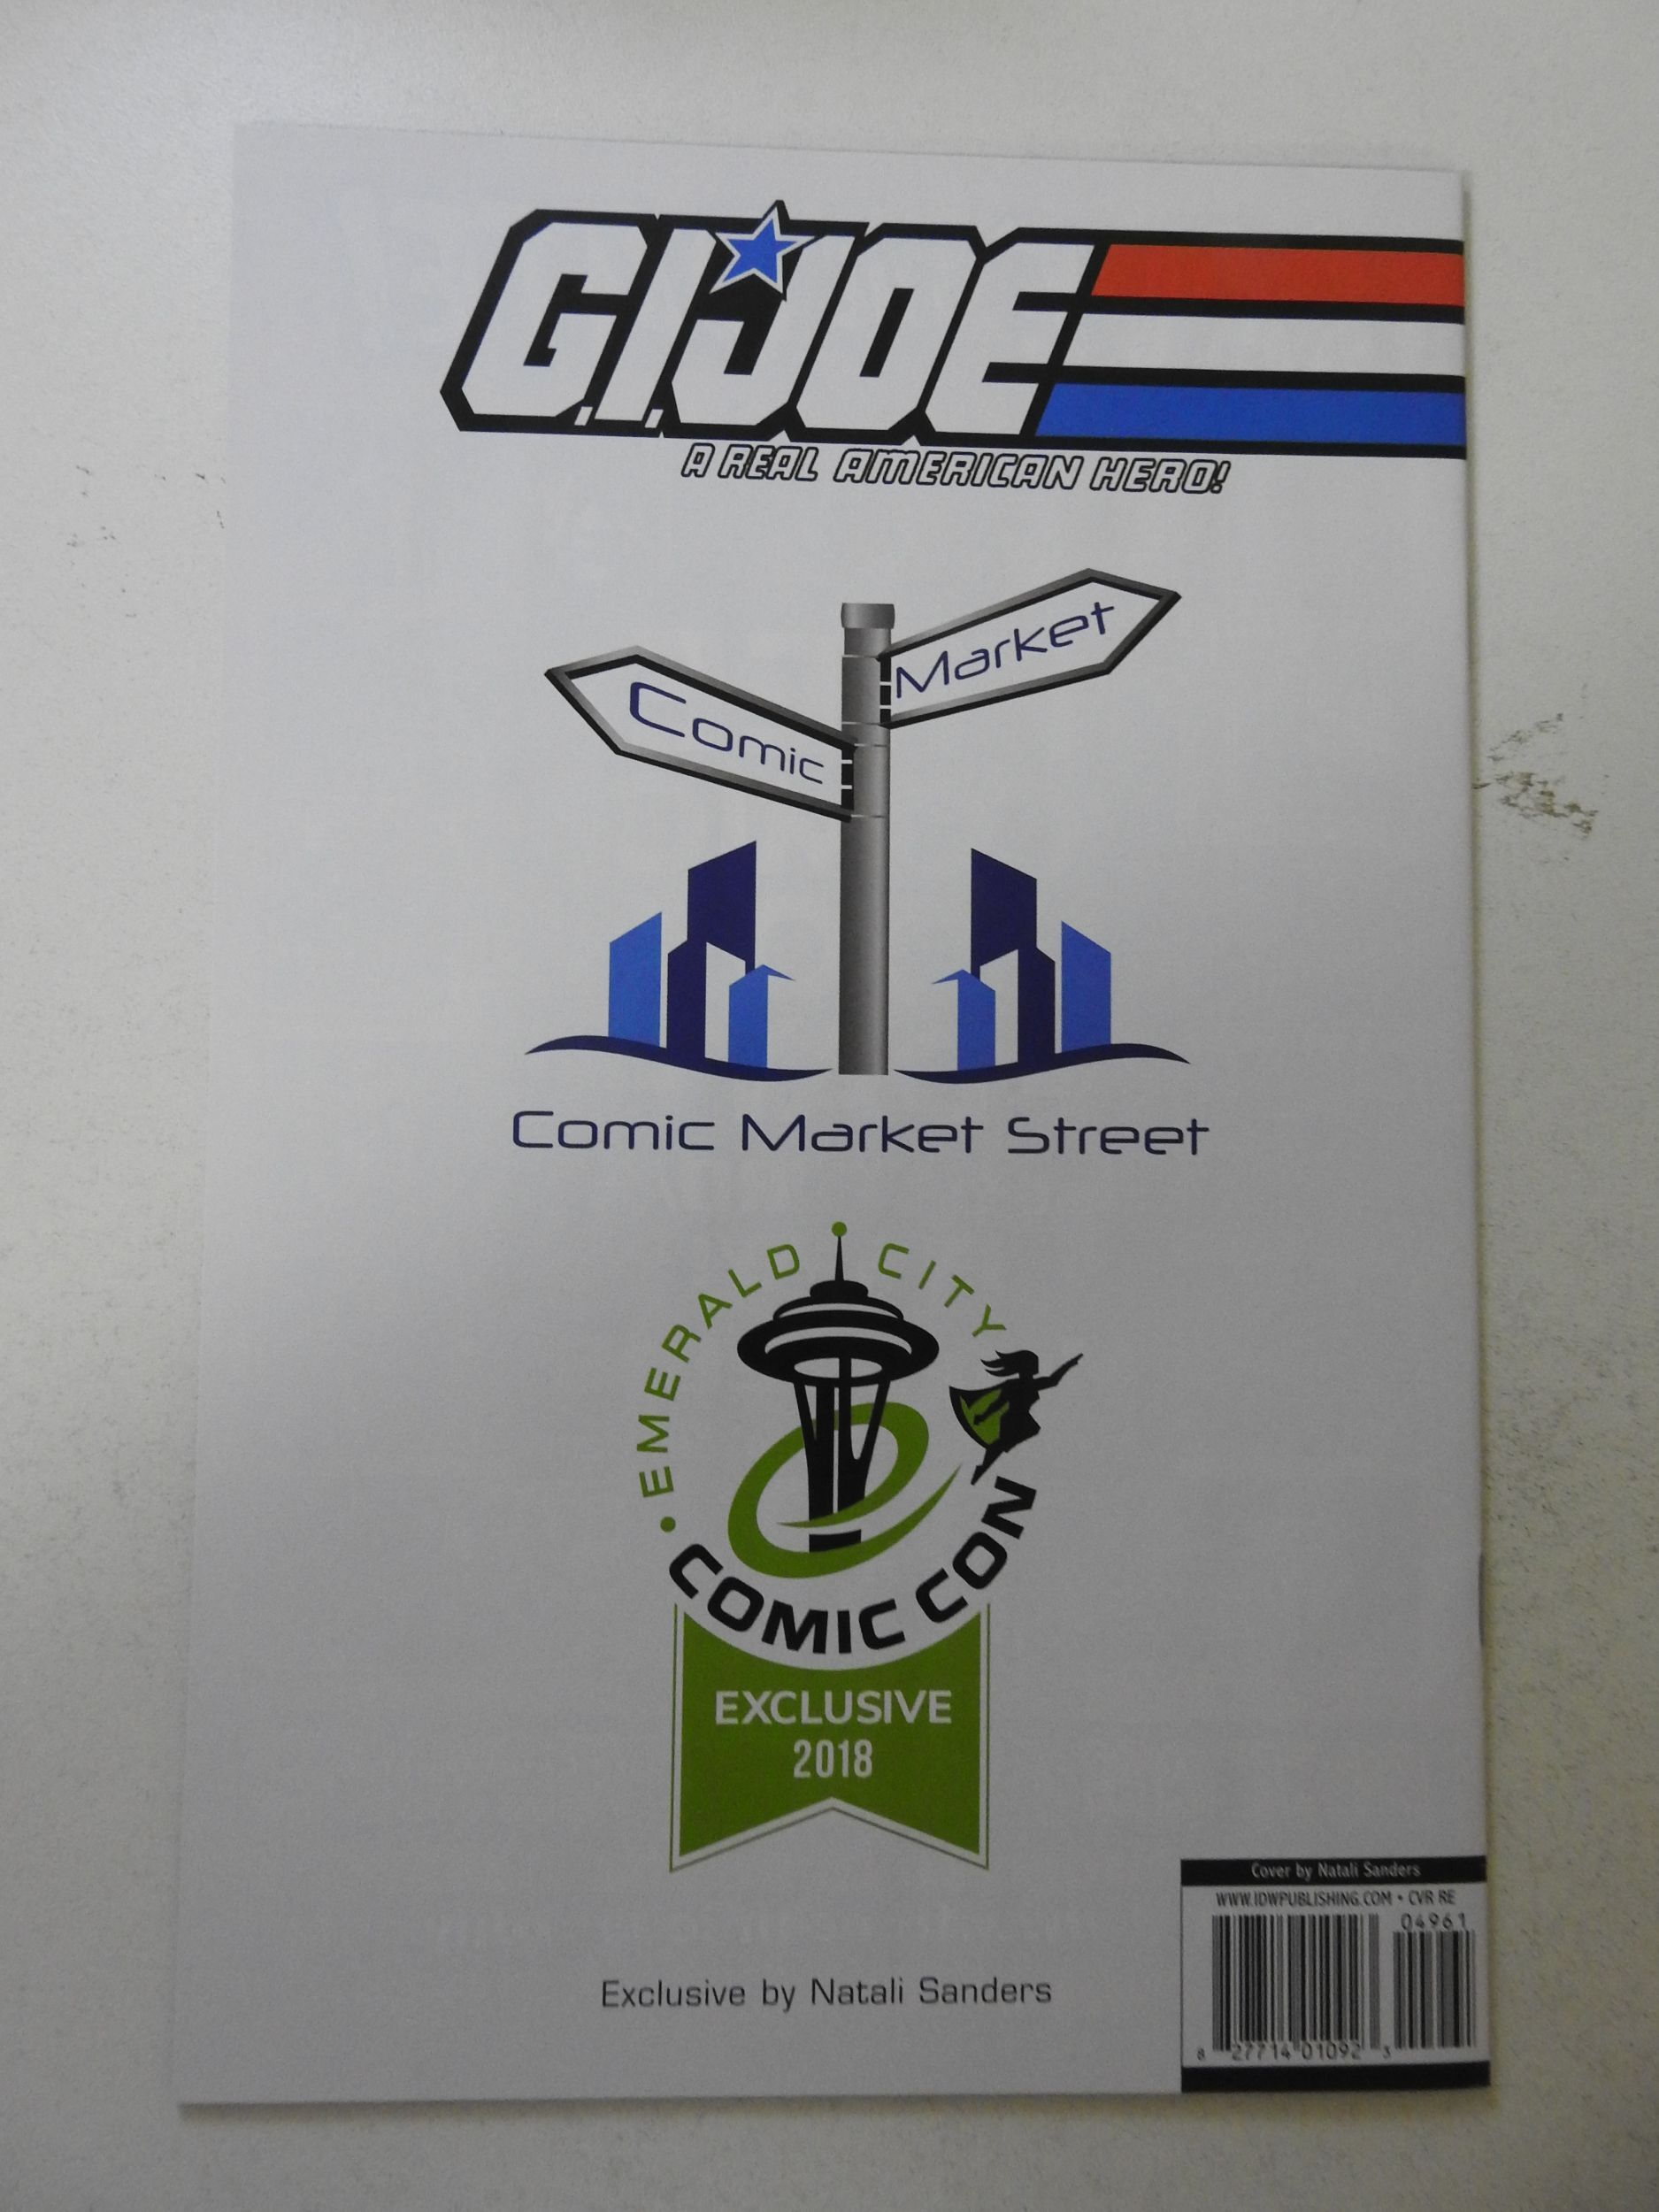 G.I.JOE
A REAL AMERICAN HERO!
Market
Comic
Comic Market Street
EMERALD CITY
COMIC CON
EXCLUSIVE
2018
Exclusive by Natali Sanders
Cover by Natali Sanders
WWW.IDWPUBLISHING.COM • CVR RE
04961
8 27714 01092 3